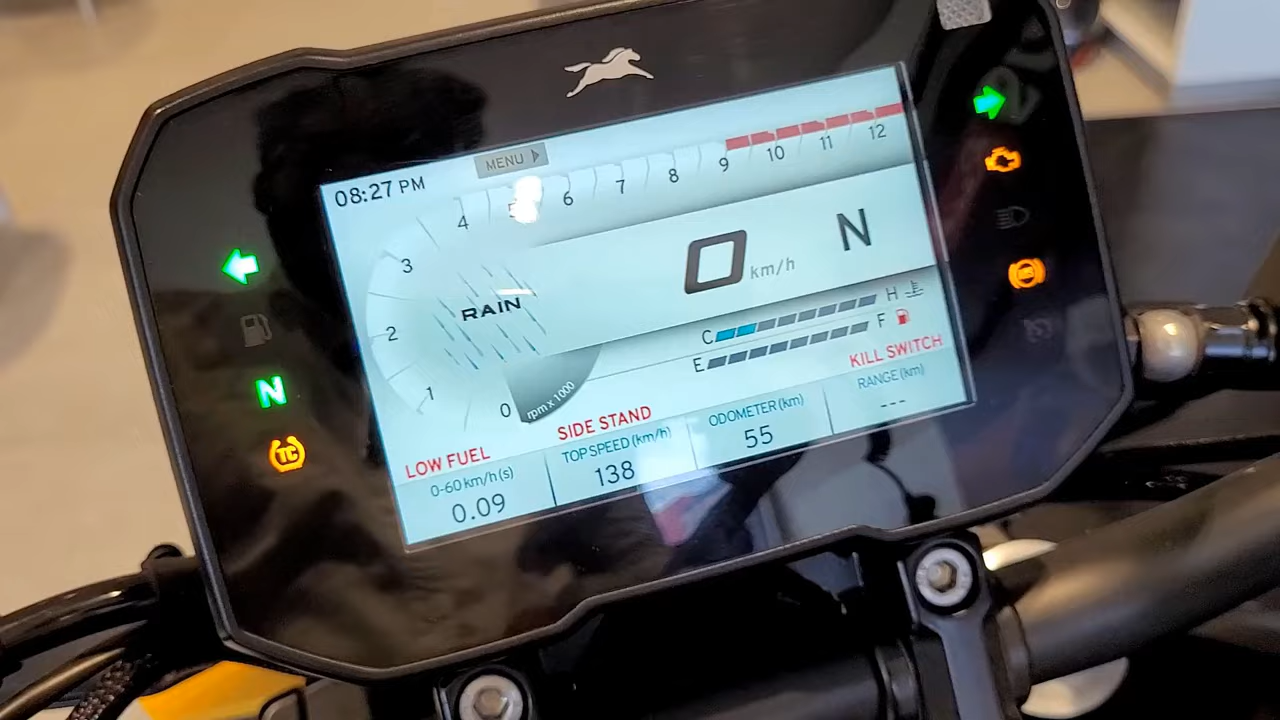 MENU
08:27 PM
4 5 6 7 8 9 10 11 12
3
2
1
0
rpm x 1000
RAIN
0 km/h
N
C H
E F
N
TC
LOW FUEL
SIDE STAND
KILL SWITCH
0-60 km/h(s)
0.09
TOP SPEED (km/h)
138
ODOMETER (km)
55
RANGE (km)
---